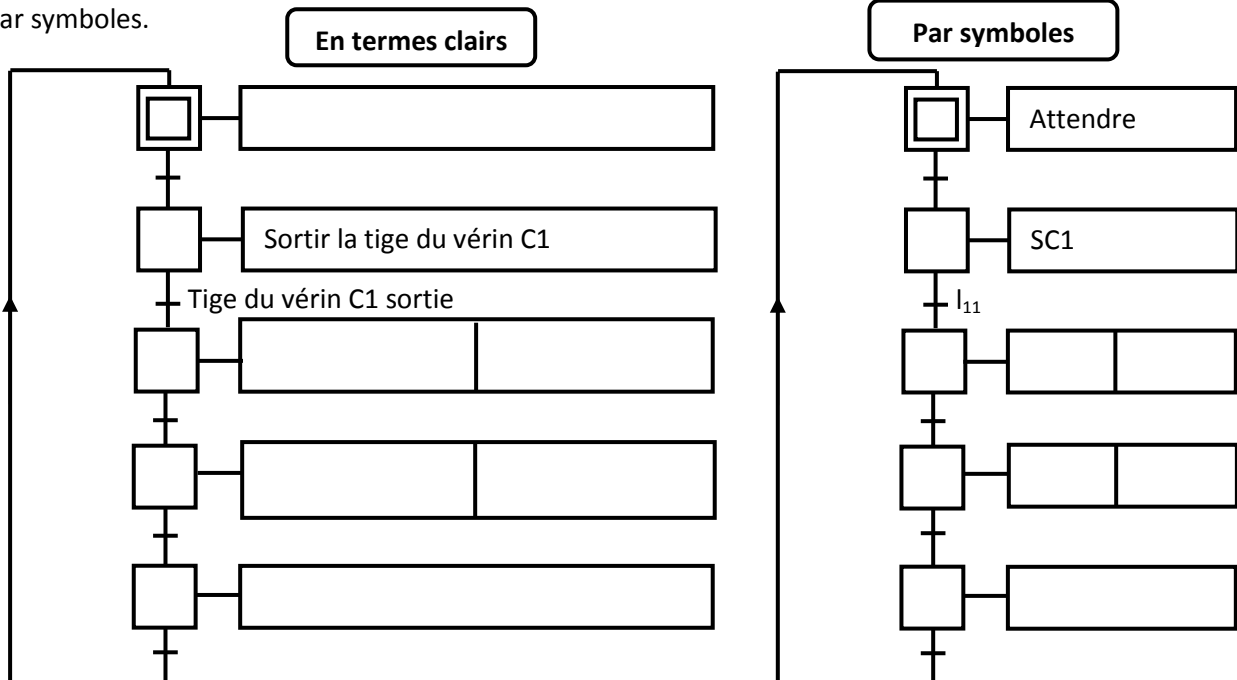 ar symboles.
En termes clairs
Par symboles
Attendre
Sortir la tige du vérin C1
SC1
Tige du vérin C1 sortie
l₁₁